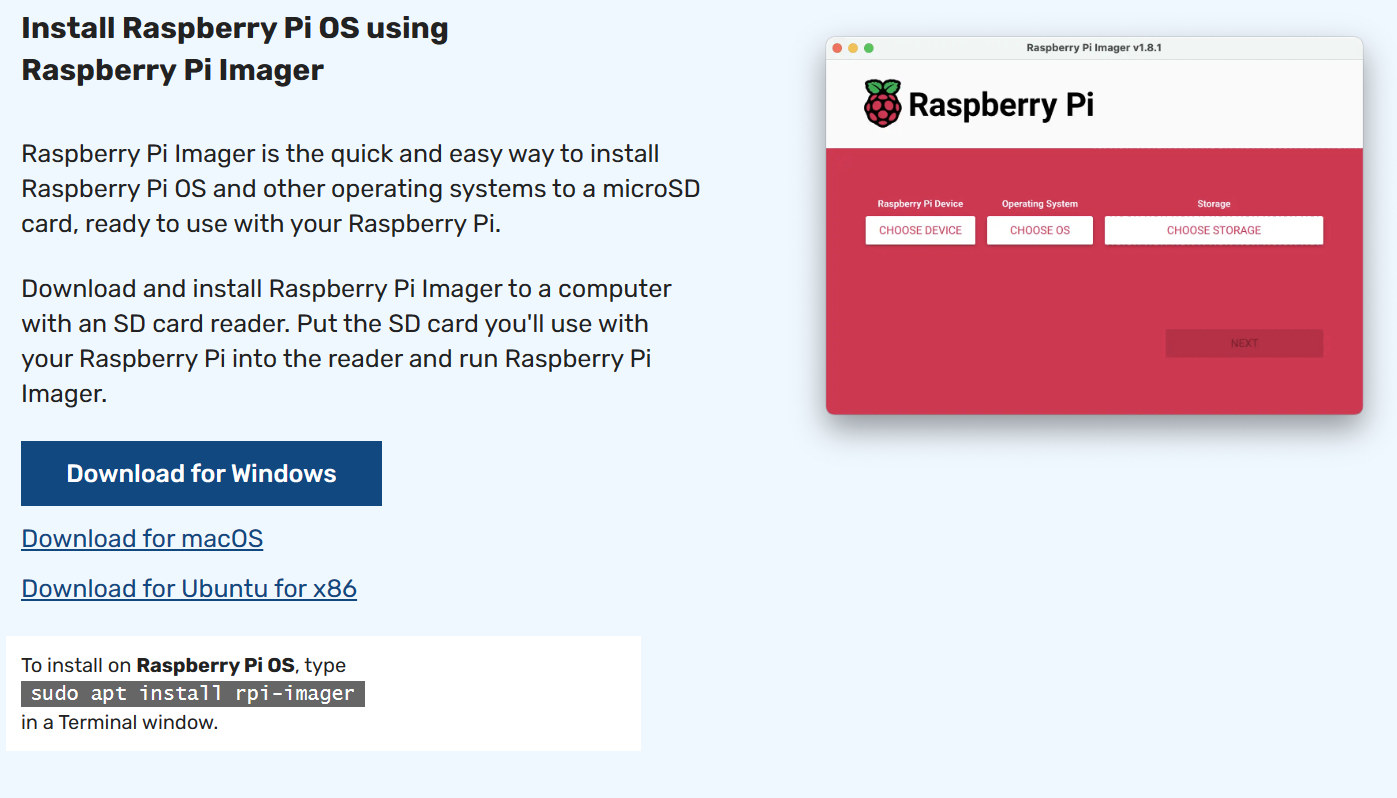 Install Raspberry Pi OS using
Raspberry Pi Imager
Raspberry Pi Imager is the quick and easy way to install
Raspberry Pi OS and other operating systems to a microSD
card, ready to use with your Raspberry Pi.
Download and install Raspberry Pi Imager to a computer
with an SD card reader. Put the SD card you'll use with
your Raspberry Pi into the reader and run Raspberry Pi
Imager.
Download for Windows
Download for macOS
Download for Ubuntu for x86
To install on Raspberry Pi OS, type
sudo apt install rpi-imager
in a Terminal window.
Raspberry Pi Imager v1.8.1
Raspberry Pi
Raspberry Pi Device Operating System Storage
CHOOSE DEVICE CHOOSE OS CHOOSE STORAGE
NEXT